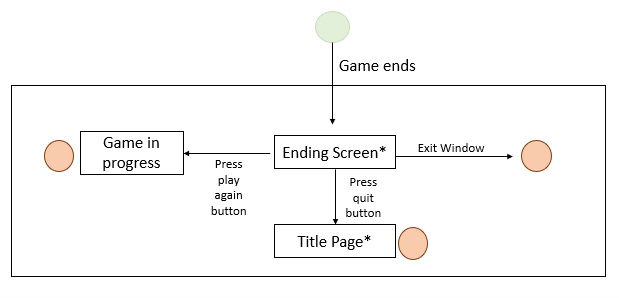 Game ends
Game in
progress
Ending Screen*
Exit Window
Press
play
again
button
Press
quit
button
Title Page*